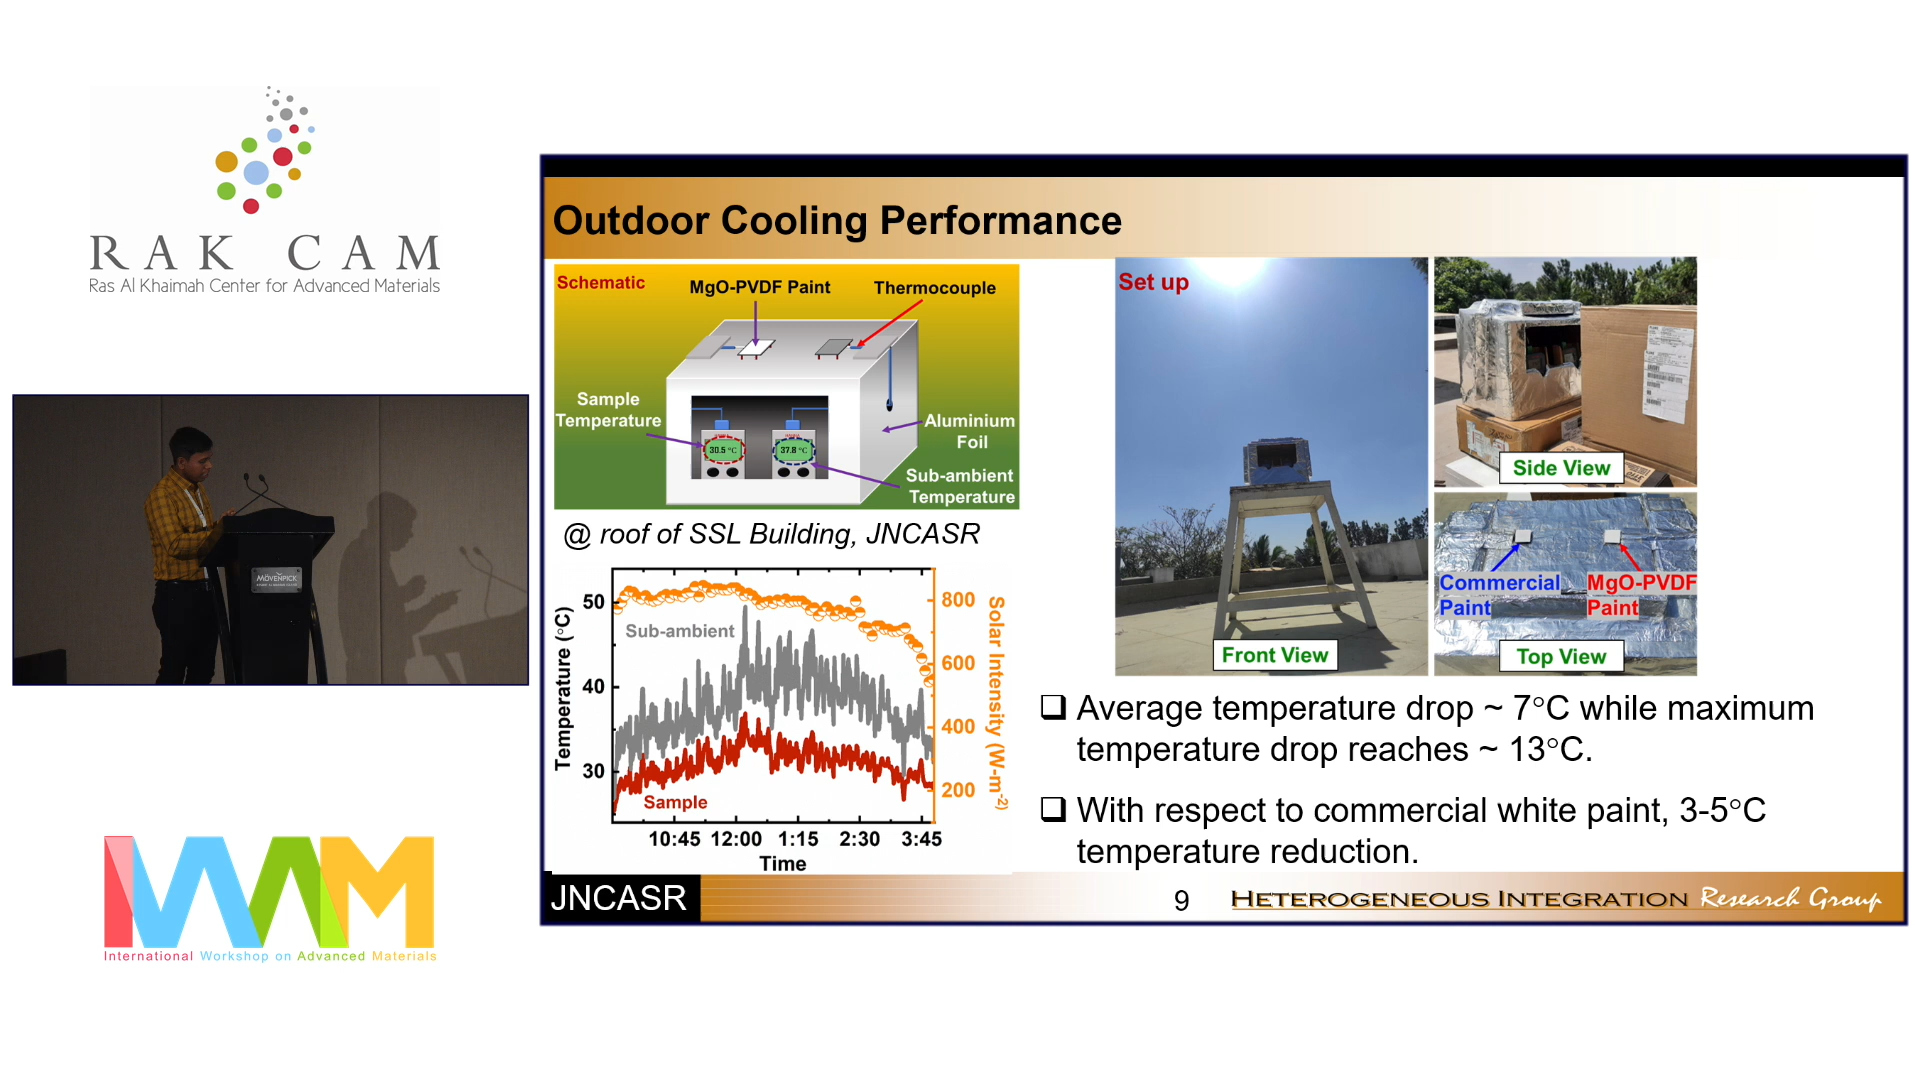 RAK CAM
Ras Al Khaimah Center for Advanced Materials
MÖVENPICK
IWAM
International Workshop on Advanced Materials
Outdoor Cooling Performance
Schematic
MgO-PVDF Paint
Thermocouple
Sample
Temperature
30.5 °C
37.8 °C
Aluminium
Foil
Sub-ambient
Temperature
@ roof of SSL Building, JNCASR
Temperature (°C)
50
40
30
Sub-ambient
Sample
800
600
400
200
Solar Intensity (W-m-2)
10:45 12:00 1:15 2:30 3:45
Time
Set up
Front View
Side View
Commercial
Paint
MgO-PVDF
Paint
Top View
❑ Average temperature drop ~ 7°C while maximum
temperature drop reaches ~ 13°C.
❑ With respect to commercial white paint, 3-5°C
temperature reduction.
JNCASR
9
HETEROGENEOUS INTEGRATION Research Group